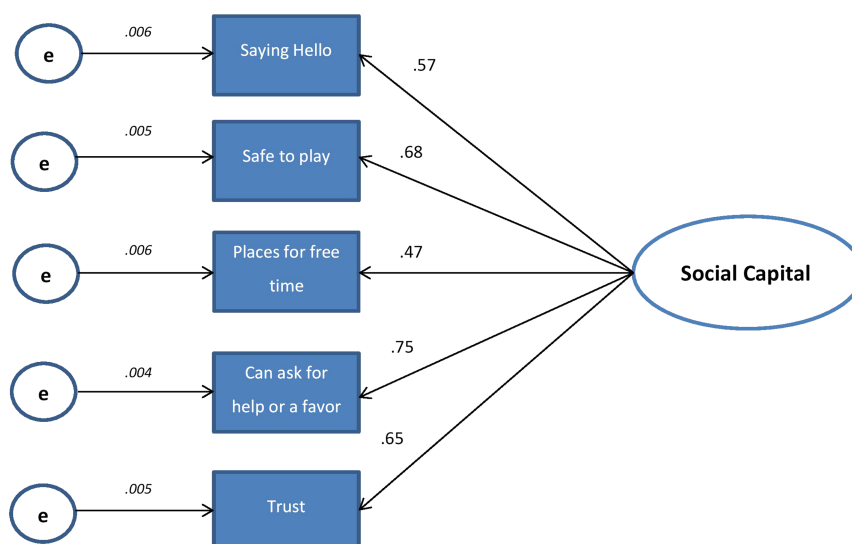 e
.006
Saying Hello
.57
e
.005
Safe to play
.68
e
.006
Places for free
time
.47
Social Capital
e
.004
Can ask for
help or a favor
.75
e
.005
Trust
.65